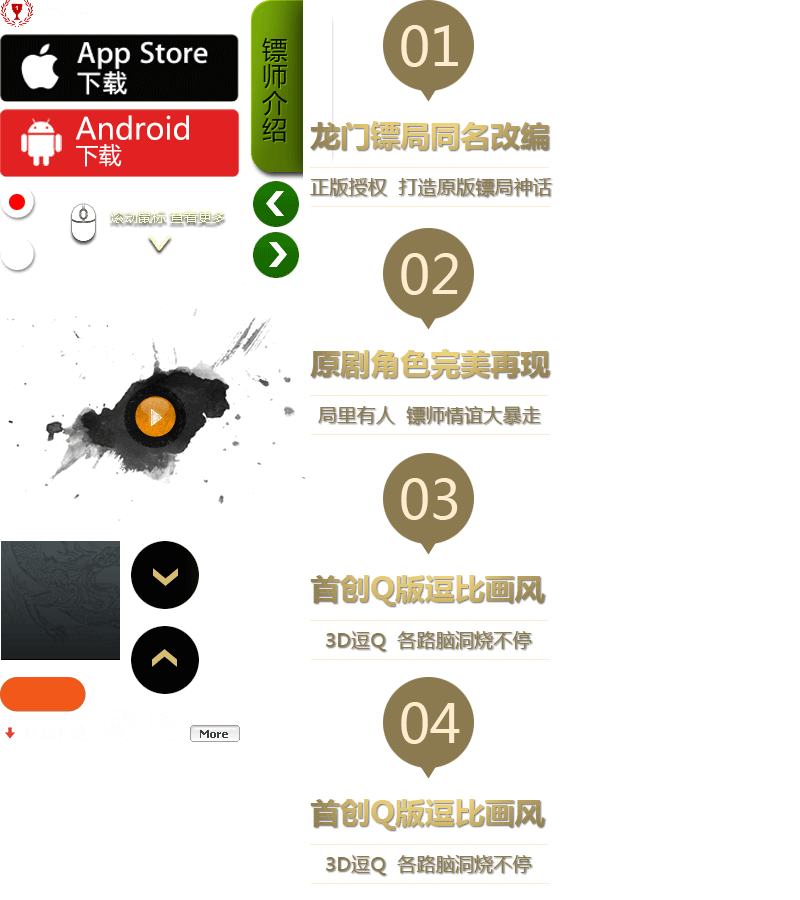 1
App Store
下载
Android
下载
滚动鼠标 查看更多
More
镖师介绍
01
龙门镖局同名改编
正版授权 打造原版镖局神话
02
原剧角色完美再现
局里有人 镖师情谊大暴走
03
首创Q版逗比画风
3D逗Q 各路脑洞烧不停
04
首创Q版逗比画风
3D逗Q 各路脑洞烧不停